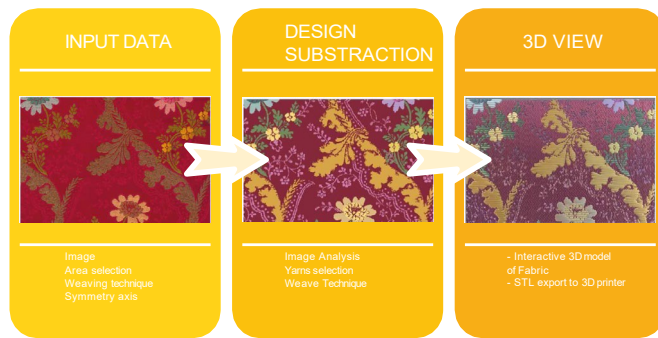 INPUT DATA
Image
Area selection
Weaving technique
Symmetry axis
DESIGN
SUBSTRACTION
Image Analysis
Yarns selection
Weave Technique
3D VIEW
- Interactive 3D model
of Fabric
- STL export to 3D printer